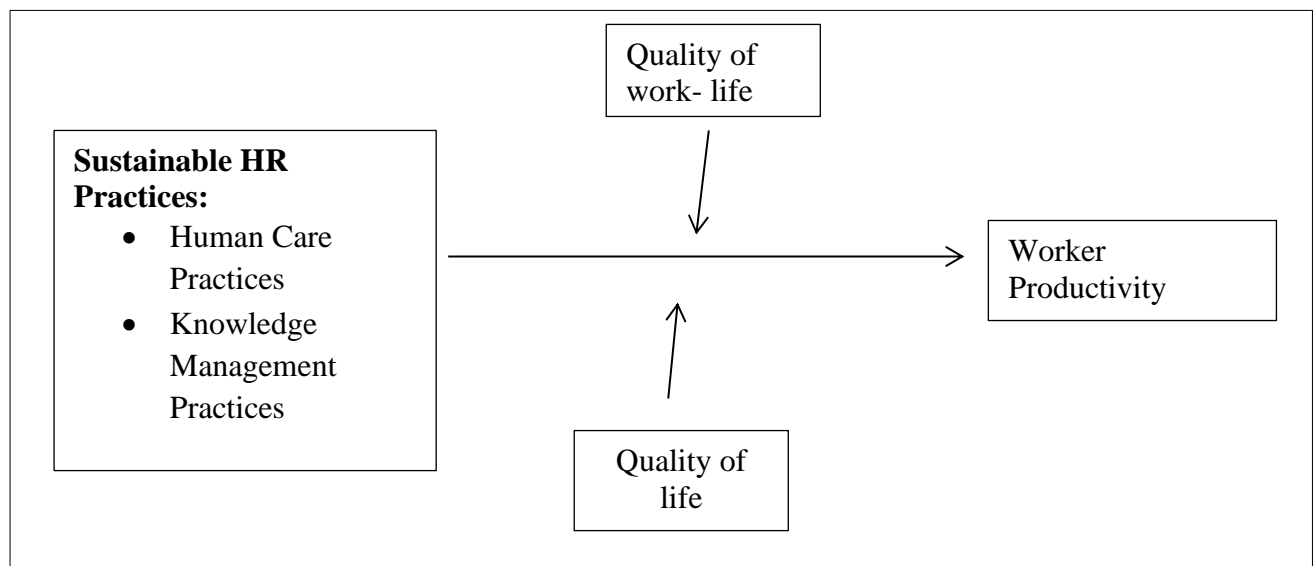 Quality of
work- life
Sustainable HR
Practices:
• Human Care
Practices
• Knowledge
Management
Practices
Worker
Productivity
Quality of
life